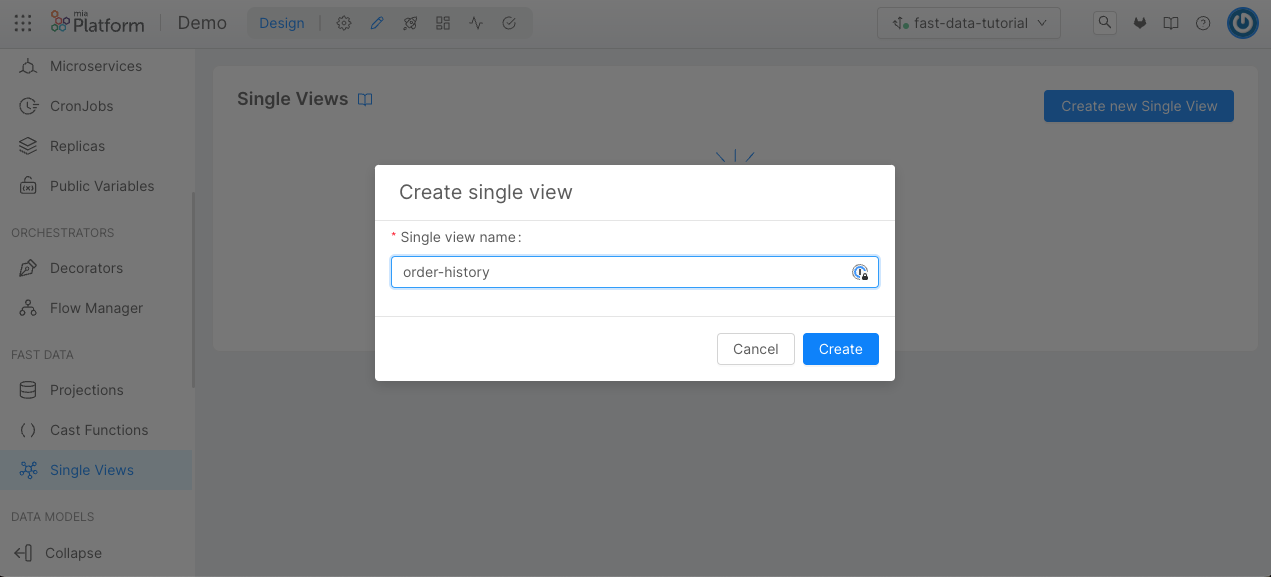 mia
Platform
Demo
Design
fast-data-tutorial
Microservices
CronJobs
Replicas
Public Variables
ORCHESTRATORS
Decorators
Flow Manager
FAST DATA
Projections
Cast Functions
Single Views
DATA MODELS
Collapse
Single Views
Create new Single View
Create single view
* Single view name:
order-history
Cancel
Create